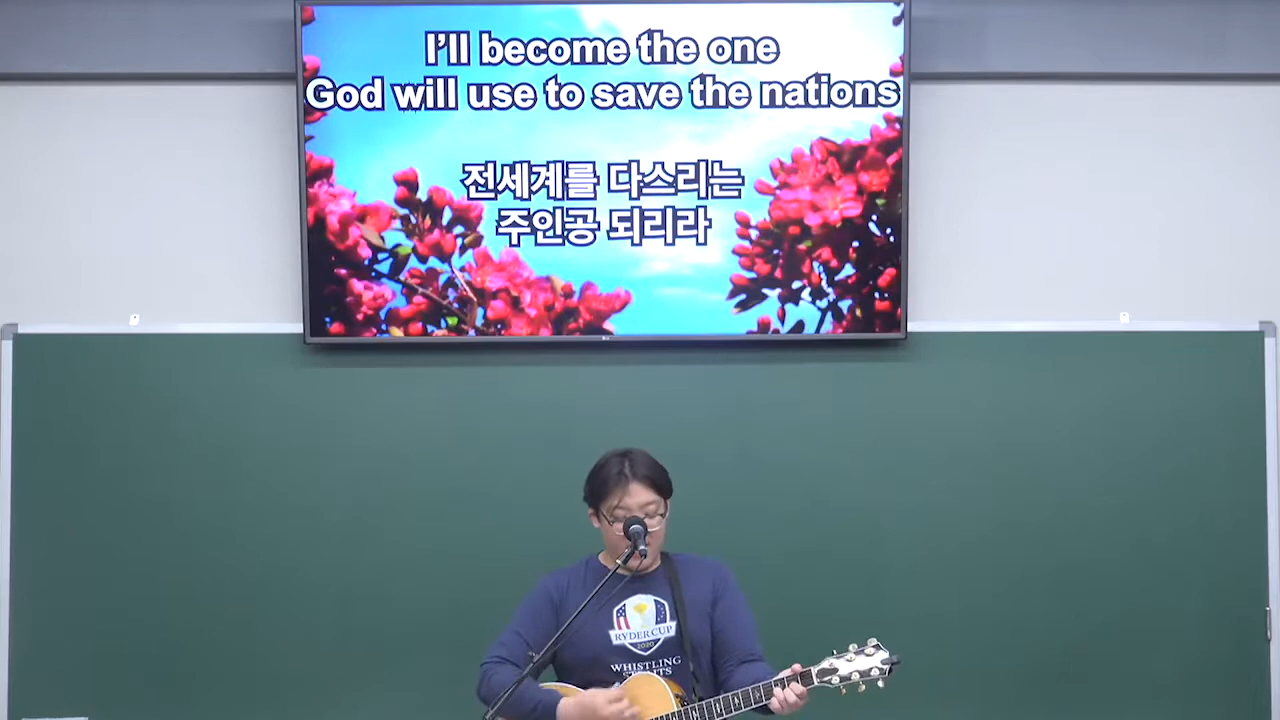 I'll become the one
God will use to save the nations
전세계를 다스리는
주인공 되리라
RYDER CUP
2020
WHISTLING
STRAITS